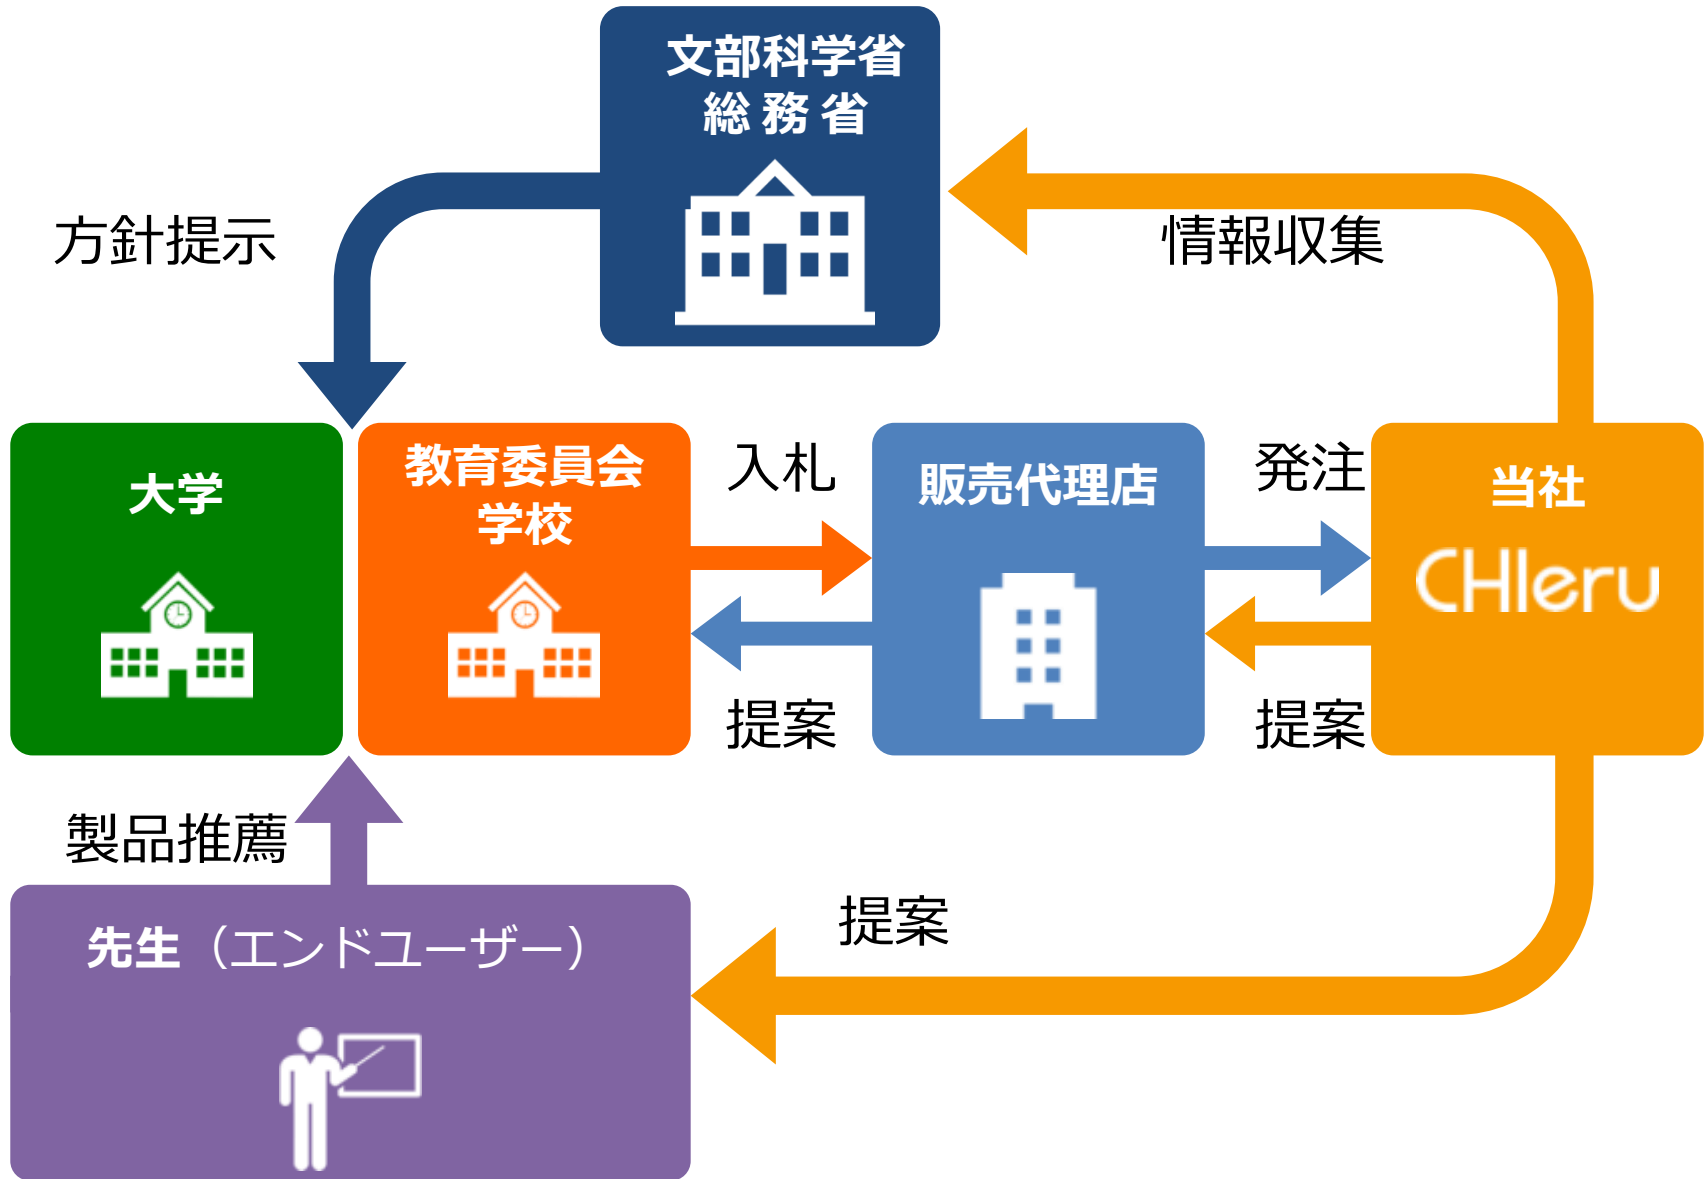 文部科学省
総務省
方針提示
情報収集
大学
教育委員会
学校
入札
販売代理店
発注
当社
CHIeru
提案
提案
製品推薦
先生（エンドユーザー）
提案